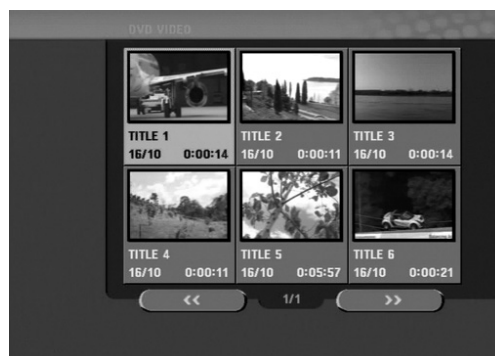 DVD VIDEO
TITLE 1
16/10 0:00:14
TITLE 2
16/10 0:00:11
TITLE 3
16/10 0:00:14
TITLE 4
16/10 0:00:11
TITLE 5
16/10 0:05:57
TITLE 6
16/10 0:00:21
<< 1/1 >>